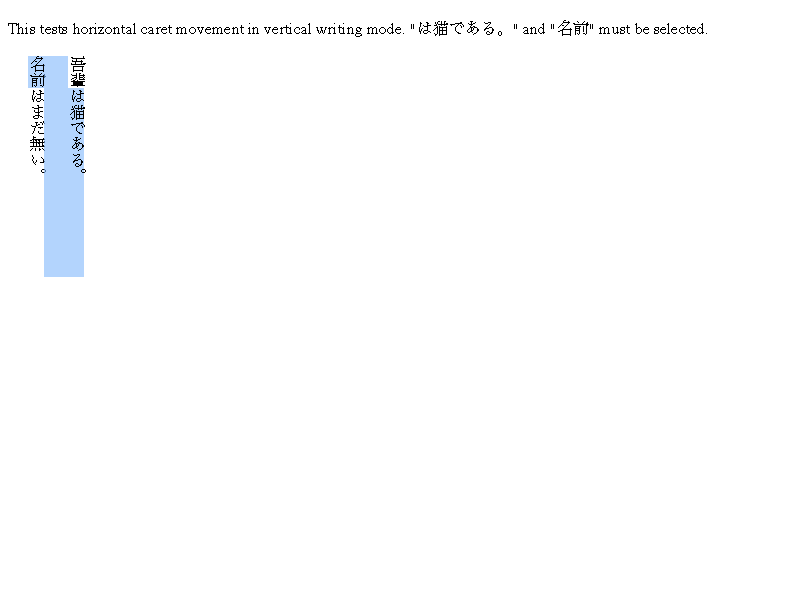 This tests horizontal caret movement in vertical writing mode. "は猫である。" and "名前" must be selected.
吾輩は猫である。
名前はまだ無い。